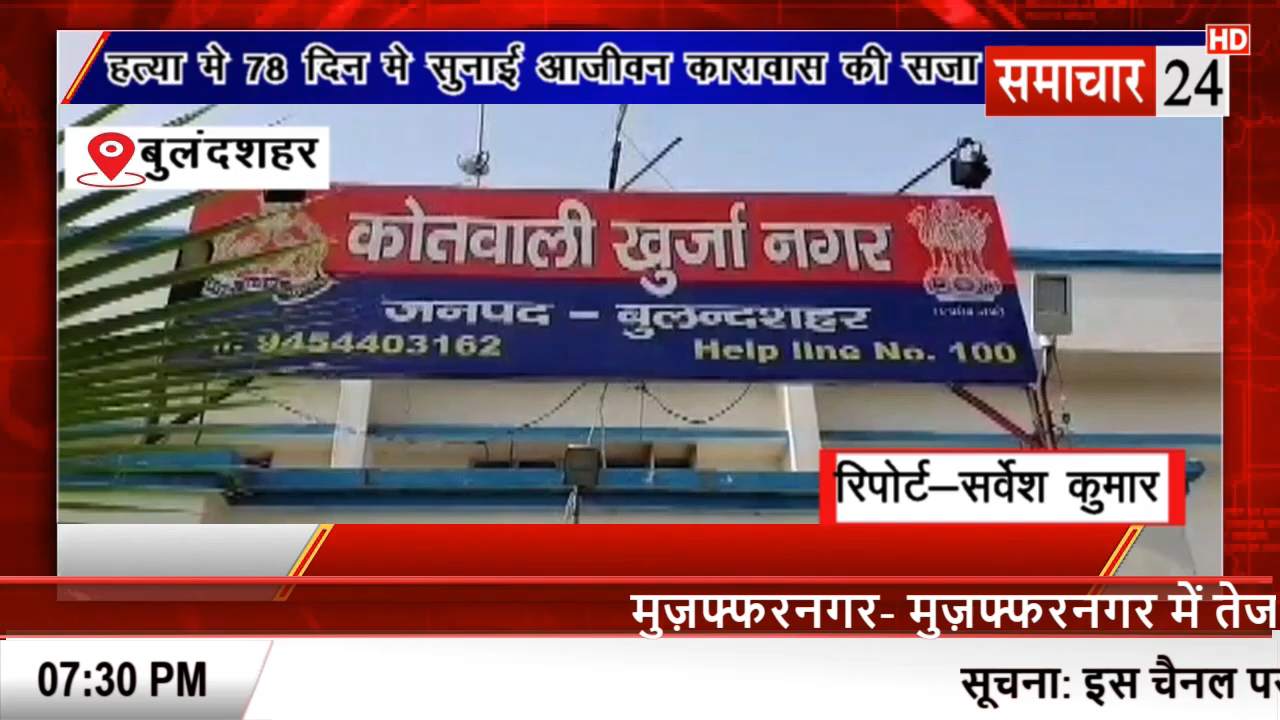 हत्या मे 78 दिन मे सुनाई आजीवन कारावास की सजा
HD
समाचार 24
बुलंदशहर
कोतवाली खुर्जा नगर
जनपद – बुलन्दशहर
9454403162
Help line No. 100
रिपोर्ट–सर्वेश कुमार
मुज़फ्फरनगर- मुज़फ्फरनगर में तेज
07:30 PM
सूचना: इस चैनल पर